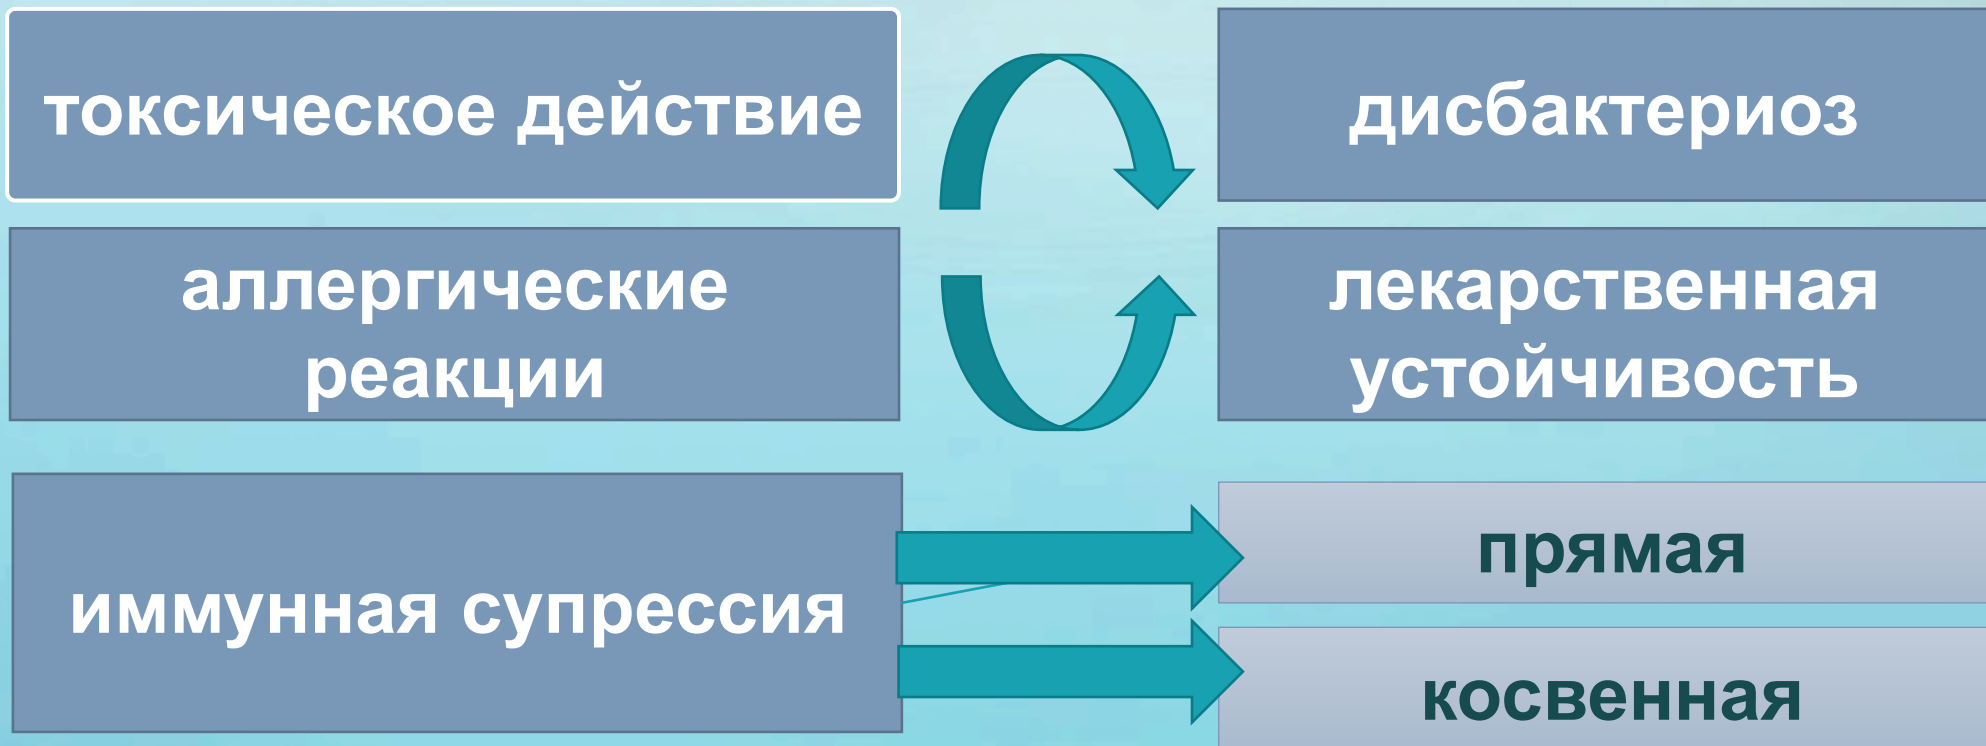 токсическое действие
дисбактериоз
аллергические
реакции
лекарственная
устойчивость
иммунная супрессия
прямая
косвенная